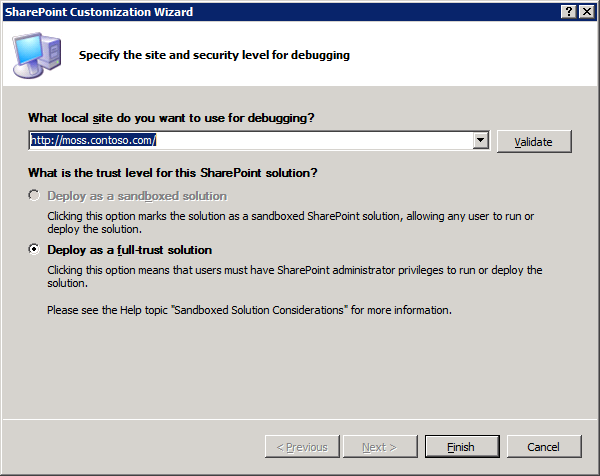 SharePoint Customization Wizard
Specify the site and security level for debugging
What local site do you want to use for debugging?
http://moss.contoso.com/
Validate
What is the trust level for this SharePoint solution?
Deploy as a sandboxed solution
Clicking this option marks the solution as a sandboxed SharePoint solution, allowing any user to run or
deploy the solution.
Deploy as a full-trust solution
Clicking this option means that users must have SharePoint administrator privileges to run or deploy the
solution.
Please see the Help topic "Sandboxed Solution Considerations" for more information.
< Previous
Next >
Finish
Cancel